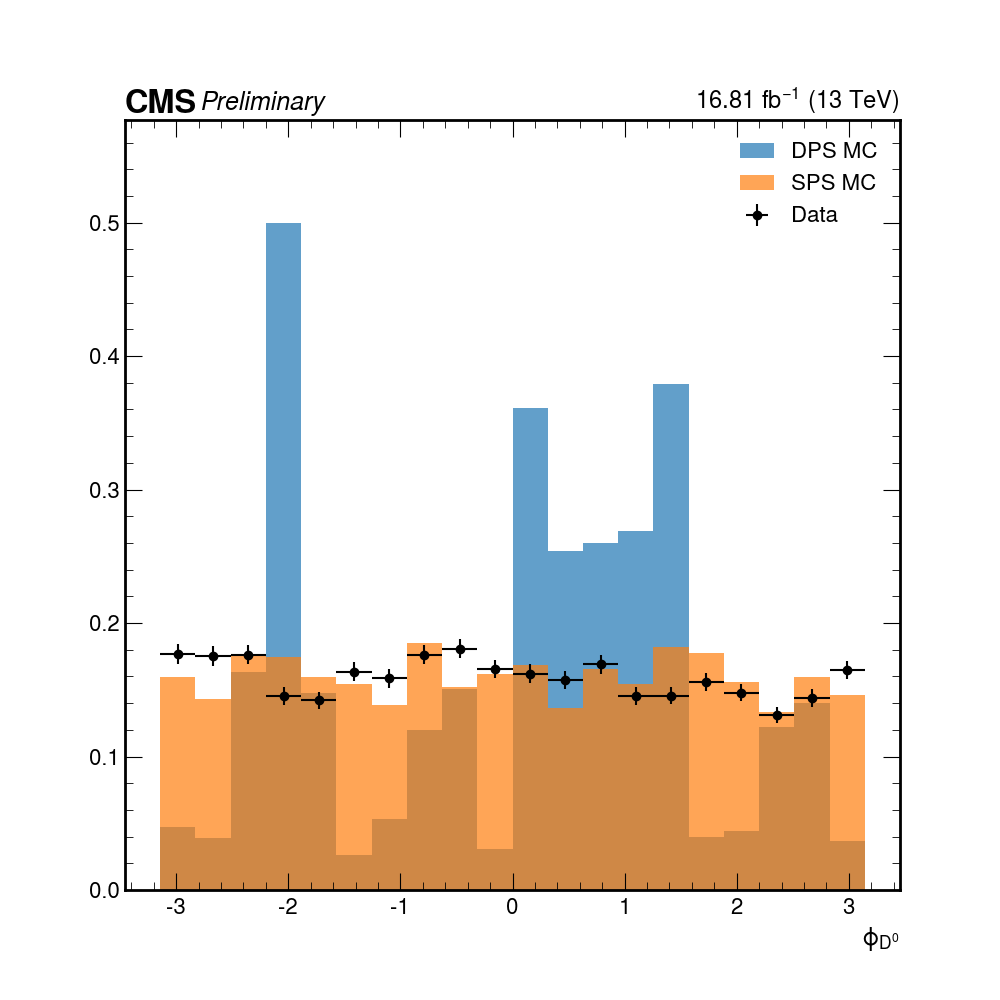 CMS Preliminary 16.81 fb⁻¹ (13 TeV)
DPS MC
SPS MC
Data
0.5
0.4
0.3
0.2
0.1
0.0
-3 -2 -1 0 1 2 3
ϕD⁰